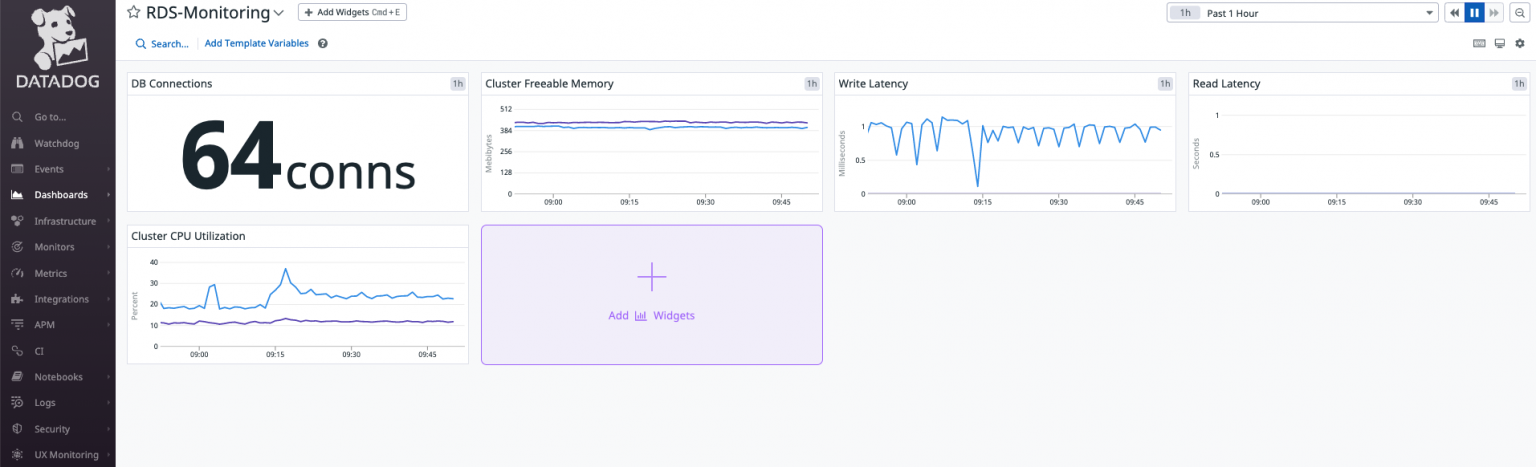 DATADOG
Go to...
Watchdog
Events
Dashboards
Infrastructure
Monitors
Metrics
Integrations
APM
CI
Notebooks
Logs
Security
UX Monitoring
RDS-Monitoring
+ Add Widgets Cmd+E
1h Past 1 Hour
Search... Add Template Variables ?
DB Connections 1h
64 conns
Cluster Freeable Memory 1h
Mebibytes
512
384
256
128
0
09:00 09:15 09:30 09:45
Write Latency 1h
Milliseconds
1
0.5
0
09:00 09:15 09:30 09:45
Read Latency 1h
Seconds
1
0.5
0
09:00 09:15 09:30 09:45
Cluster CPU Utilization
Percent
40
30
20
10
0
09:00 09:15 09:30 09:45
Add Widgets